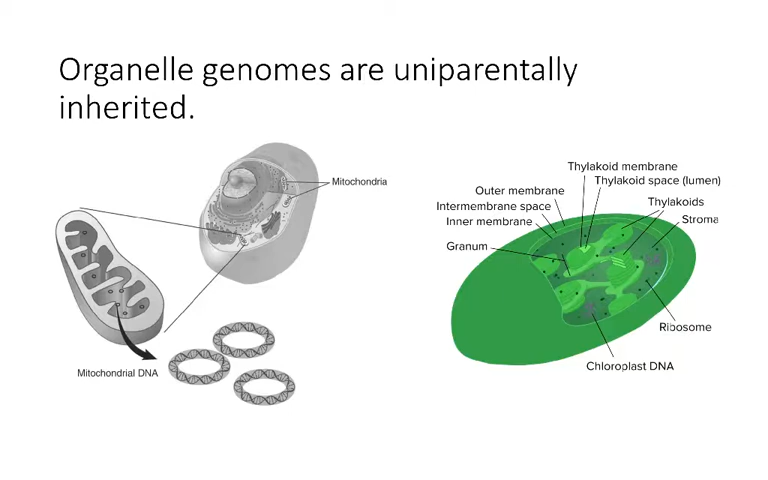 Organelle genomes are uniparentally
inherited.
Mitochondria
Mitochondrial DNA
Thylakoid membrane
Thylakoid space (lumen)
Outer membrane
Thylakoids
Intermembrane space
Stroma
Inner membrane
Granum
Ribosome
Chloroplast DNA